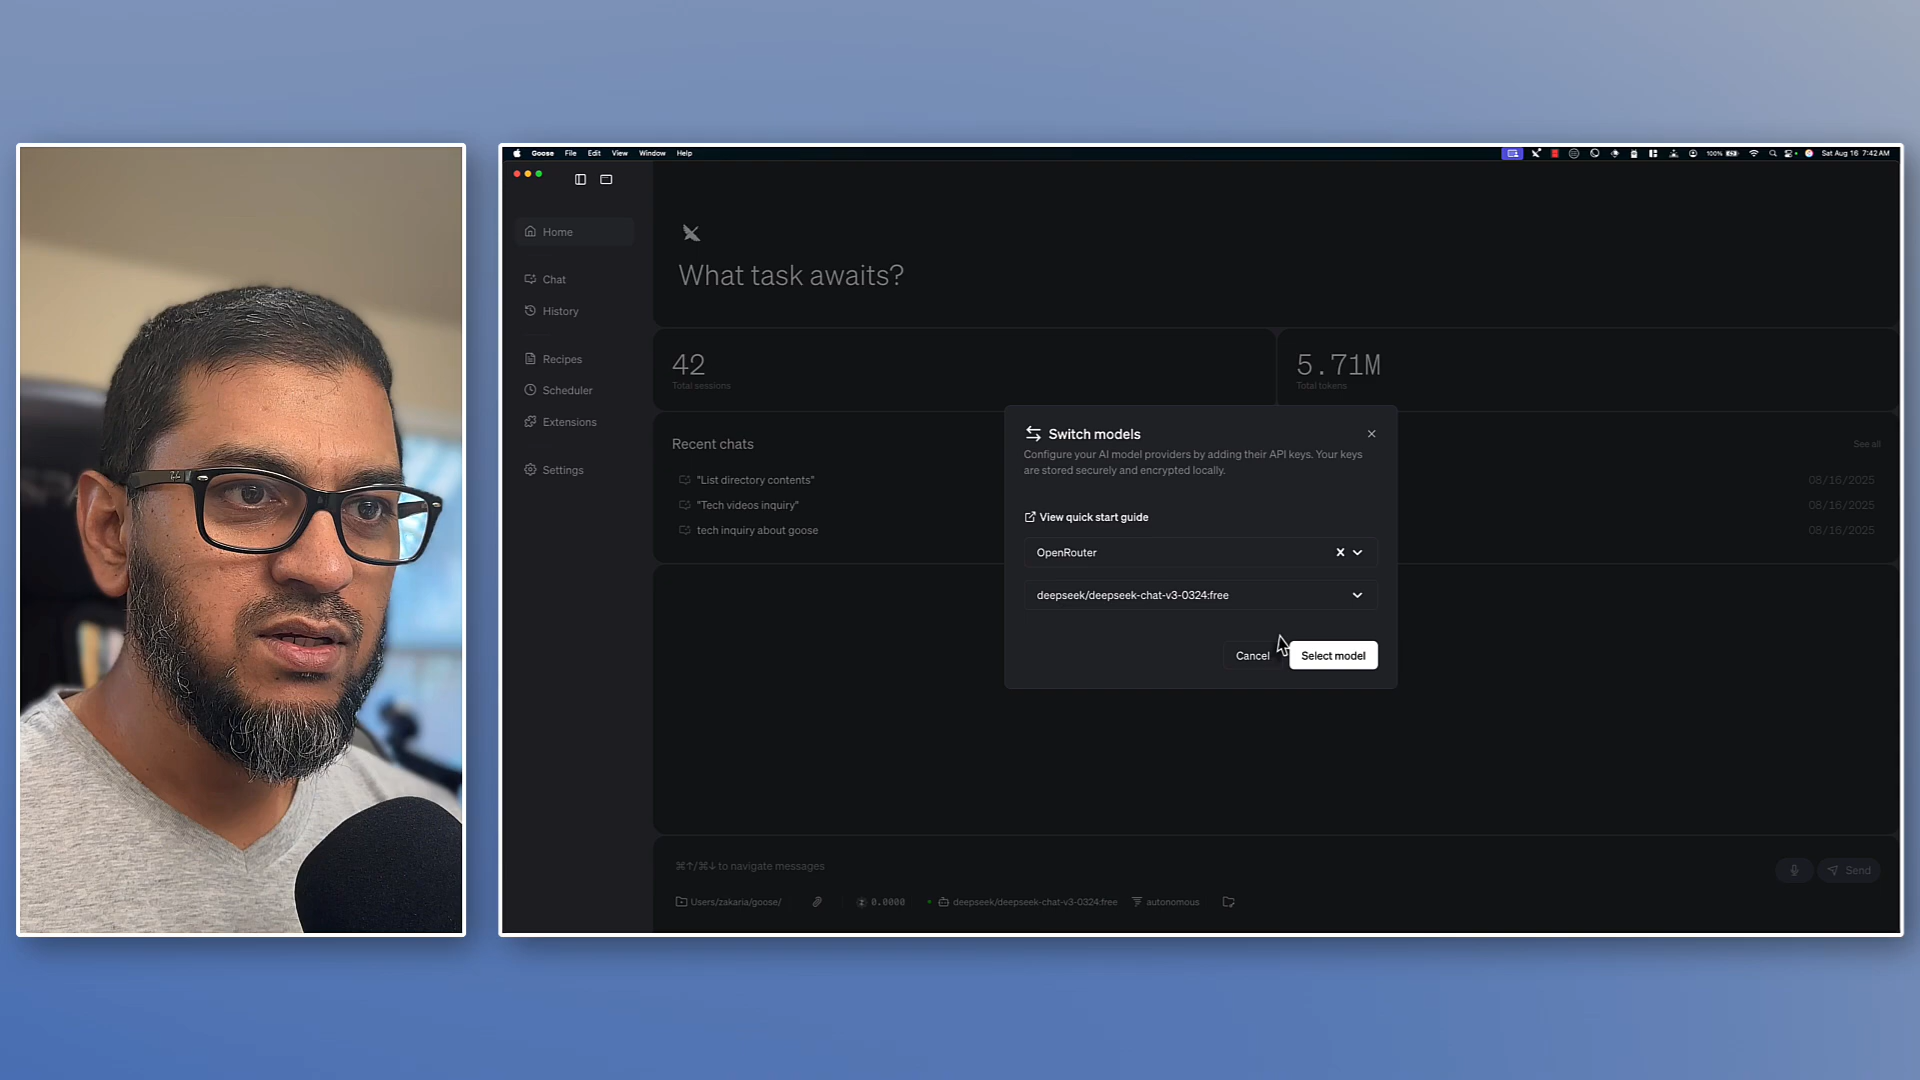 Goose File Edit View Window Help
100% Sat Aug 16 7:42 AM
Home
Chat
History
Recipes
Scheduler
Extensions
Settings
What task awaits?
42
Total sessions
5.71M
Total tokens
Recent chats
See all
"List directory contents"
08/16/2025
"Tech videos inquiry"
08/16/2025
tech inquiry about goose
08/16/2025
Switch models
Configure your AI model providers by adding their API keys. Your keys
are stored securely and encrypted locally.
View quick start guide
OpenRouter
deepseek/deepseek-chat-v3-0324:free
Cancel Select model
⌘↑/⌘↓ to navigate messages
Send
Users/zakaria/goose/ 0.0000 deepseek/deepseek-chat-v3-0324:free autonomous